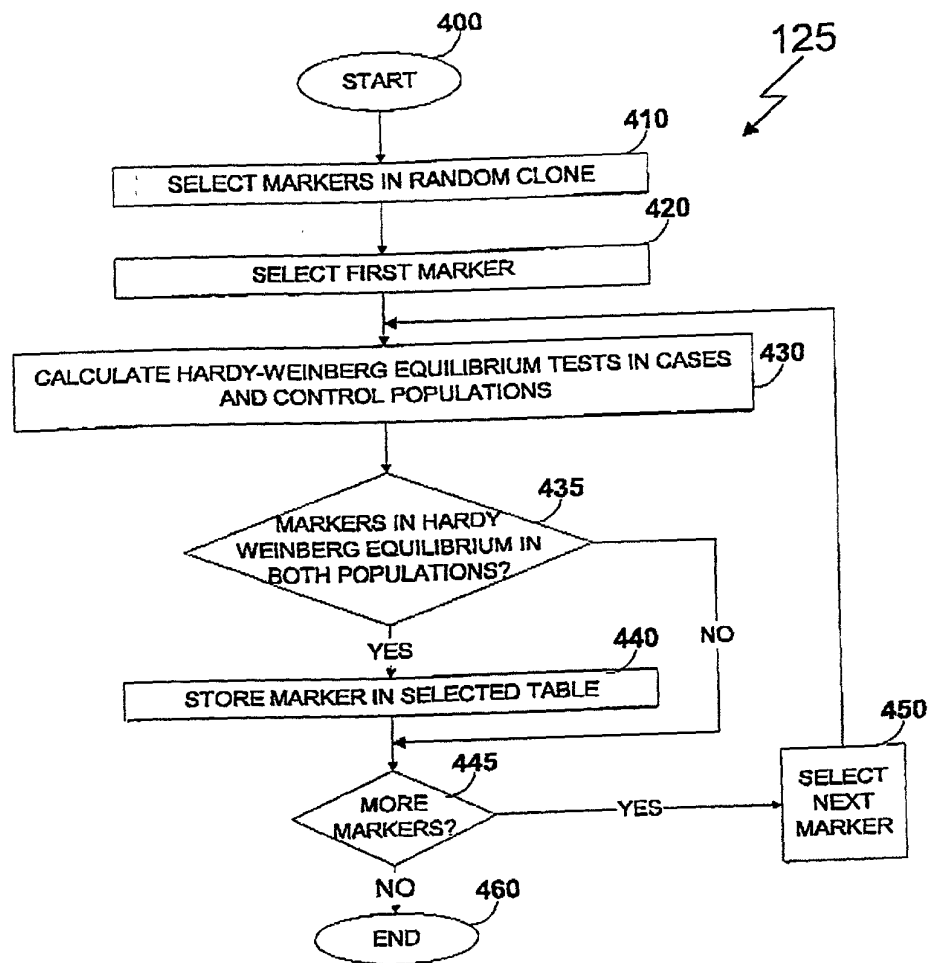 400
125
START
410
SELECT MARKERS IN RANDOM CLONE
420
SELECT FIRST MARKER
CALCULATE HARDY-WEINBERG EQUILIBRIUM TESTS IN CASES
AND CONTROL POPULATIONS
430
435
MARKERS IN HARDY
WEINBERG EQUILIBRIUM IN
BOTH POPULATIONS?
NO
YES
440
STORE MARKER IN SELECTED TABLE
450
445
SELECT
NEXT
MARKER
MORE
MARKERS?
YES
NO
460
END